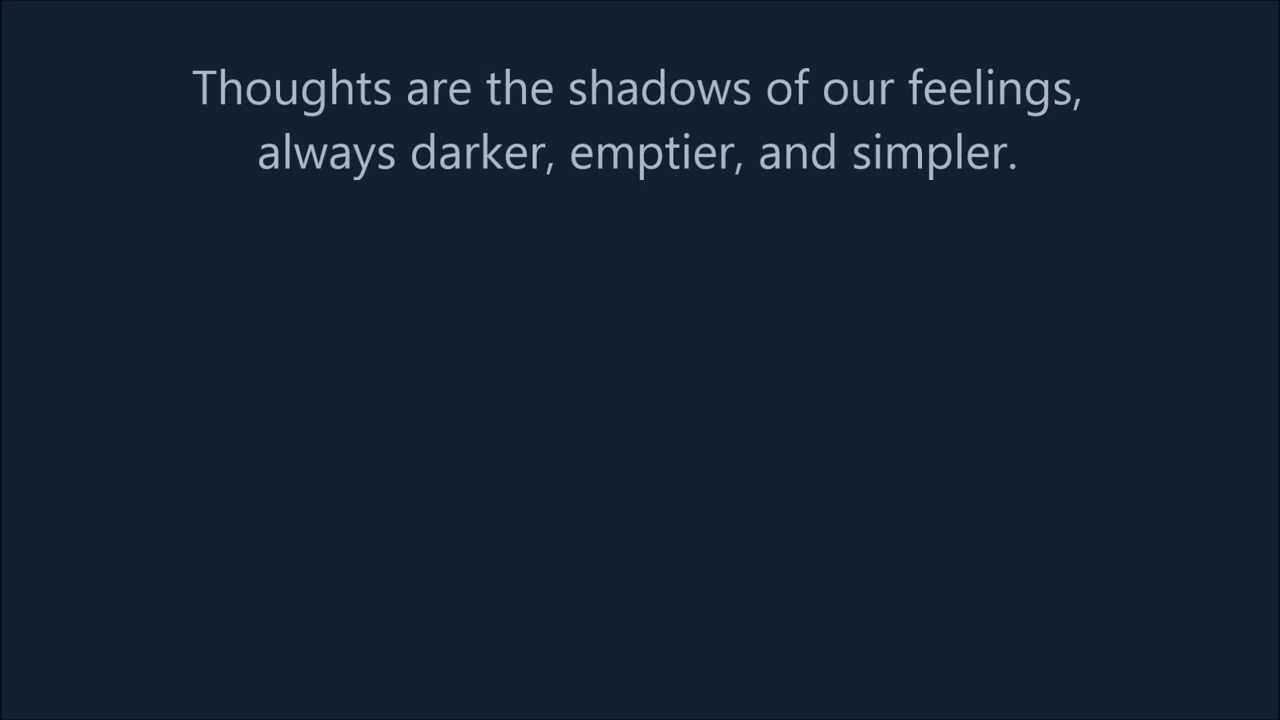 Thoughts are the shadows of our feelings,
always darker, emptier, and simpler.